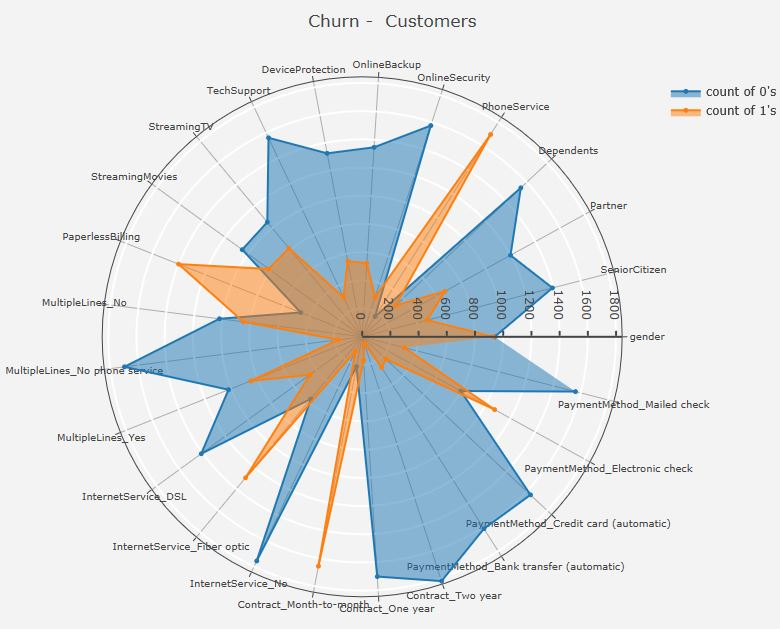 Churn -  Customers
count of 0's
count of 1's
OnlineBackup
DeviceProtection
OnlineSecurity
TechSupport
PhoneService
StreamingTV
Dependents
StreamingMovies
Partner
PaperlessBilling
SeniorCitizen
MultipleLines_No
0
200
400
600
800
1000
1200
1400
1600
1800
gender
MultipleLines_No phone service
PaymentMethod_Mailed check
MultipleLines_Yes
PaymentMethod_Electronic check
InternetService_DSL
PaymentMethod_Credit card (automatic)
InternetService_Fiber optic
PaymentMethod_Bank transfer (automatic)
InternetService_No
Contract_Two year
Contract_Month-to-month
Contract_One year